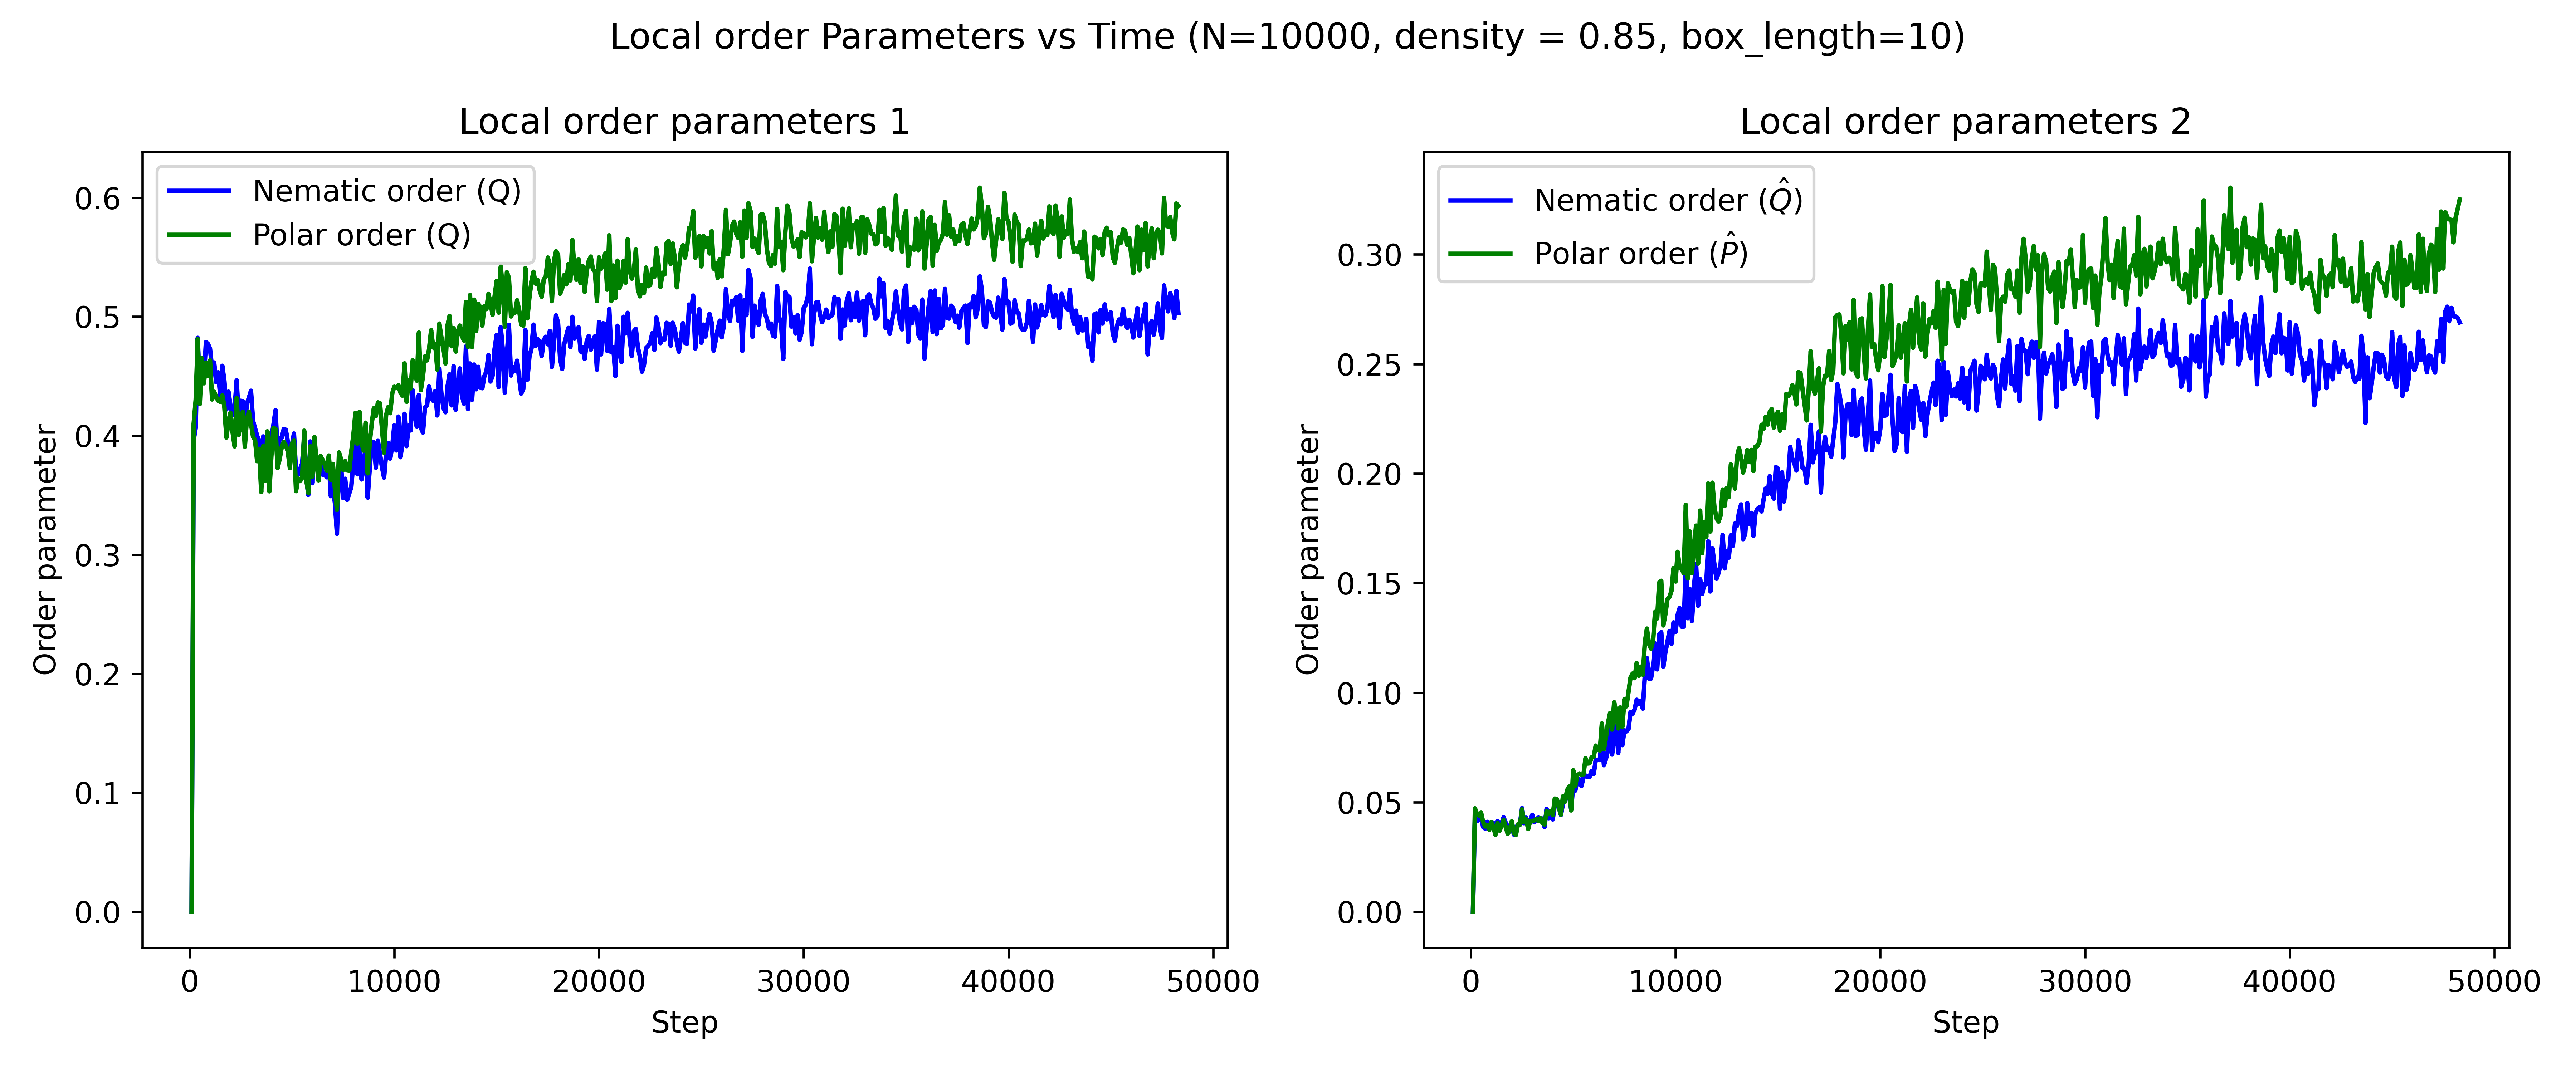 Local order Parameters vs Time (N=10000, density = 0.85, box_length=10)
Local order parameters 1
Nematic order (Q)
Polar order (Q)
0.6
0.5
0.4
0.3
0.2
0.1
0.0
Order parameter
0 10000 20000 30000 40000 50000
Step
Local order parameters 2
Nematic order (Q̂)
Polar order (P̂)
0.30
0.25
0.20
0.15
0.10
0.05
0.00
Order parameter
0 10000 20000 30000 40000 50000
Step